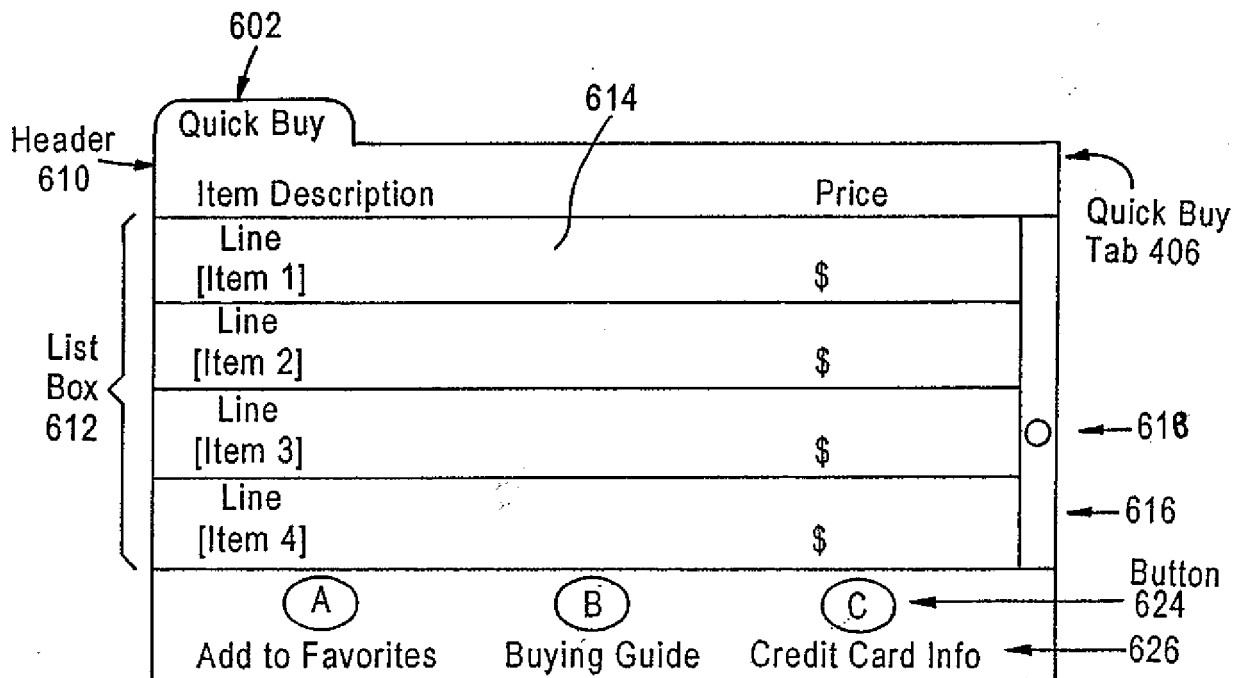 602
614
Quick Buy
Header
610
Item Description Price
Quick Buy
Tab 406
Line
[Item 1] $
Line
[Item 2] $
List
Box
612
Line
[Item 3] $
618
Line
[Item 4] $
616
A B C
Button
624
Add to Favorites Buying Guide Credit Card Info
626